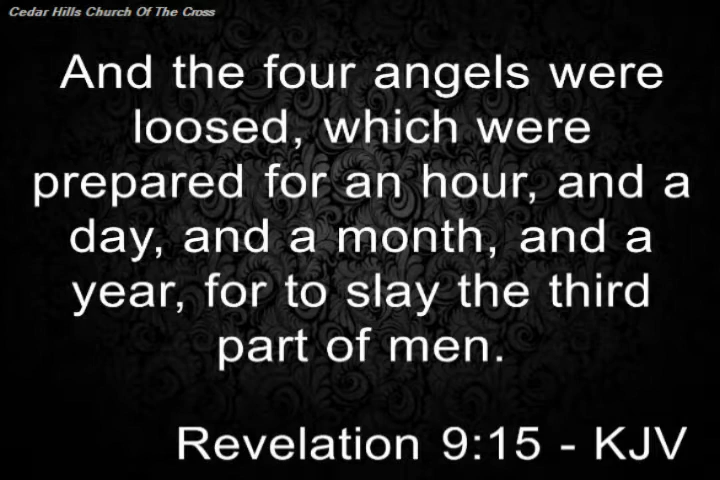 Cedar Hills Church Of The Cross
And the four angels were
loosed, which were
prepared for an hour, and a
day, and a month, and a
year, for to slay the third
part of men.
Revelation 9:15 - KJV